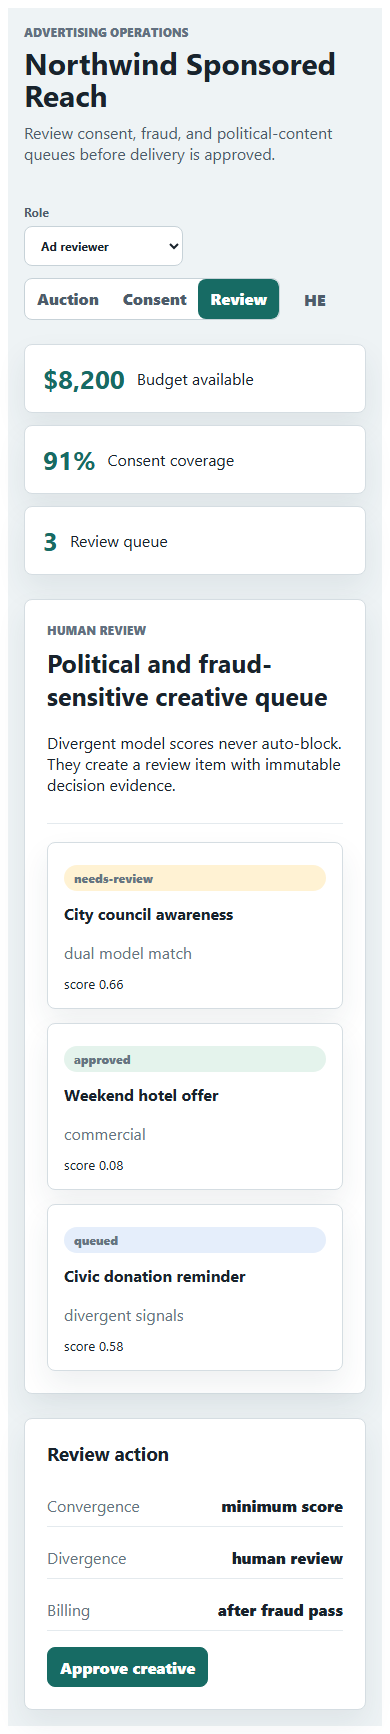 ADVERTISING OPERATIONS
Northwind Sponsored
Reach
Review consent, fraud, and political-content
queues before delivery is approved.
Role
Ad reviewer
Auction Consent Review HE
$8,200 Budget available
91% Consent coverage
3 Review queue
HUMAN REVIEW
Political and fraud-
sensitive creative queue
Divergent model scores never auto-block.
They create a review item with immutable
decision evidence.
needs-review
City council awareness
dual model match
score 0.66
approved
Weekend hotel offer
commercial
score 0.08
queued
Civic donation reminder
divergent signals
score 0.58
Review action
Convergence minimum score
Divergence human review
Billing after fraud pass
Approve creative